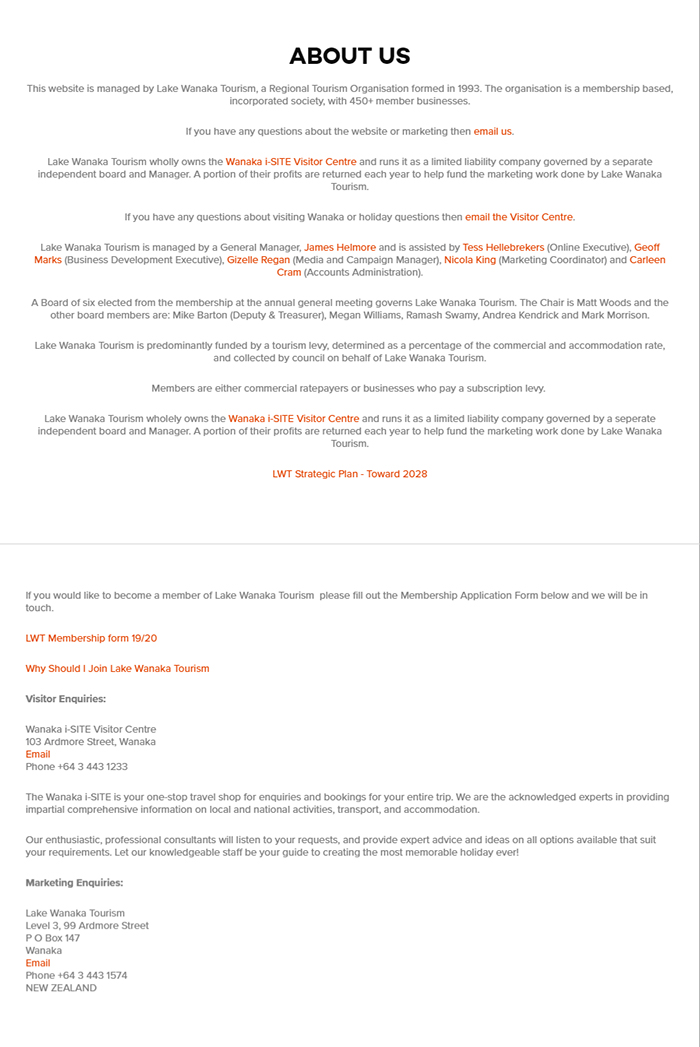 ABOUT US
This website is managed by Lake Wanaka Tourism, a Regional Tourism Organisation formed in 1993. The organisation is a membership based,
incorporated society, with 450+ member businesses.
If you have any questions about the website or marketing then email us.
Lake Wanaka Tourism wholly owns the Wanaka i-SITE Visitor Centre and runs it as a limited liability company governed by a separate
independent board and Manager. A portion of their profits are returned each year to help fund the marketing work done by Lake Wanaka
Tourism.
If you have any questions about visiting Wanaka or holiday questions then email the Visitor Centre.
Lake Wanaka Tourism is managed by a General Manager, James Helmore and is assisted by Tess Hellebrekers (Online Executive), Geoff
Marks (Business Development Executive), Gizelle Regan (Media and Campaign Manager), Nicola King (Marketing Coordinator) and Carleen
Cram (Accounts Administration).
A Board of six elected from the membership at the annual general meeting governs Lake Wanaka Tourism. The Chair is Matt Woods and the
other board members are: Mike Barton (Deputy & Treasurer), Megan Williams, Ramash Swamy, Andrea Kendrick and Mark Morrison.
Lake Wanaka Tourism is predominantly funded by a tourism levy, determined as a percentage of the commercial and accommodation rate,
and collected by council on behalf of Lake Wanaka Tourism.
Members are either commercial ratepayers or businesses who pay a subscription levy.
Lake Wanaka Tourism wholely owns the Wanaka i-SITE Visitor Centre and runs it as a limited liability company governed by a seperate
independent board and Manager. A portion of their profits are returned each year to help fund the marketing work done by Lake Wanaka
Tourism.
LWT Strategic Plan - Toward 2028
If you would like to become a member of Lake Wanaka Tourism  please fill out the Membership Application Form below and we will be in
touch.
LWT Membership form 19/20
Why Should I Join Lake Wanaka Tourism
Visitor Enquiries:
Wanaka i-SITE Visitor Centre
103 Ardmore Street, Wanaka
Email
Phone +64 3 443 1233
The Wanaka i-SITE is your one-stop travel shop for enquiries and bookings for your entire trip. We are the acknowledged experts in providing
impartial comprehensive information on local and national activities, transport, and accommodation.
Our enthusiastic, professional consultants will listen to your requests, and provide expert advice and ideas on all options available that suit
your requirements. Let our knowledgeable staff be your guide to creating the most memorable holiday ever!
Marketing Enquiries:
Lake Wanaka Tourism
Level 3, 99 Ardmore Street
P O Box 147
Wanaka
Email
Phone +64 3 443 1574
NEW ZEALAND